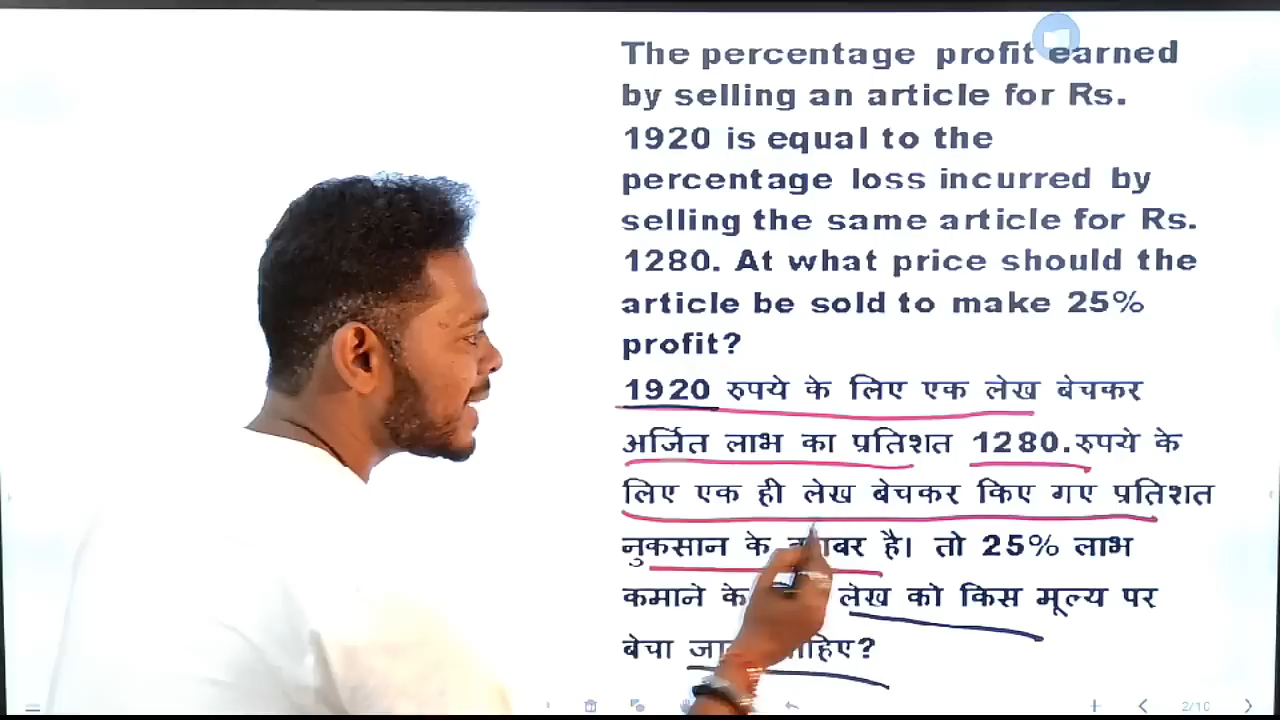 The percentage profit earned
by selling an article for Rs.
1920 is equal to the
percentage loss incurred by
selling the same article for Rs.
1280. At what price should the
article be sold to make 25%
profit?
1920 रुपये के लिए एक लेख बेचकर
अर्जित लाभ का प्रतिशत 1280.रुपये के
लिए एक ही लेख बेचकर किए गए प्रतिशत
नुकसान के है। तो 25% लाभ
कमाने के लेख को किस मूल्य पर
बेचा
2/10